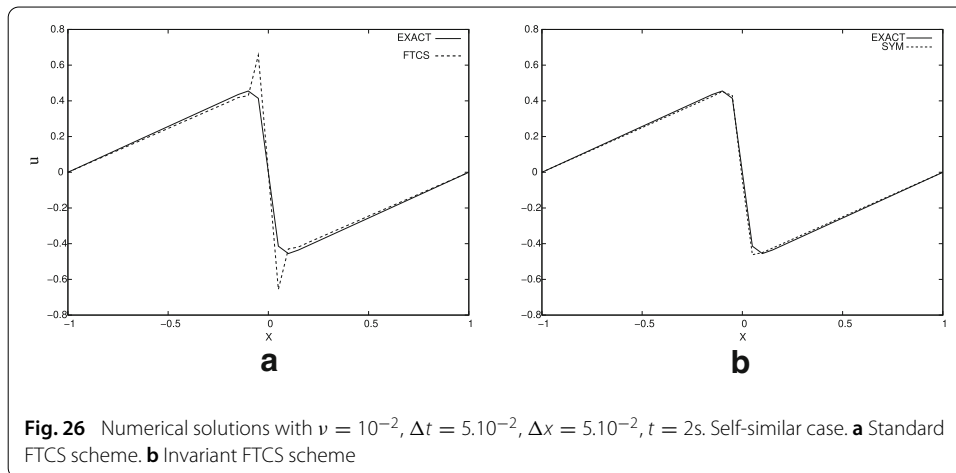 0.8
0.6
0.4
0.2
0
−0.2
−0.4
−0.6
−0.8
−1
−0.5
0
0.5
1
u
X
EXACT
FTCS
a
0.8
0.6
0.4
0.2
0
−0.2
−0.4
−0.6
−0.8
−1
−0.5
0
0.5
1
X
EXACT
SYM
b
Fig. 26 Numerical solutions with ν = 10⁻², Δt = 5.10⁻², Δx = 5.10⁻², t = 2s. Self-similar case. a Standard
FTCS scheme. b Invariant FTCS scheme